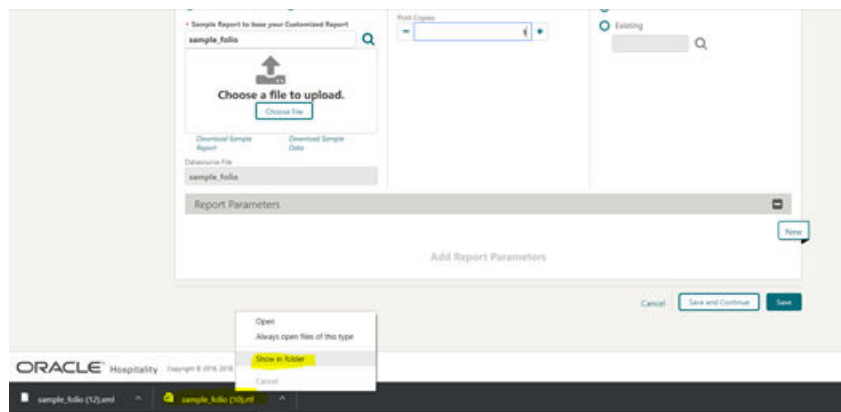 * Sample Report to base your Customized Report
sample_folio
Print Copies
1
Existing
Choose a file to upload.
Choose File
Download Sample Report
Download Sample Data
Datasource File
sample_folio
Report Parameters
New
Add Report Parameters
Cancel
Save and Continue
Save
Open
Always open files of this type
Show in folder
Cancel
ORACLE Hospitality
sample_folio (12).xml
sample_folio (10).rtf